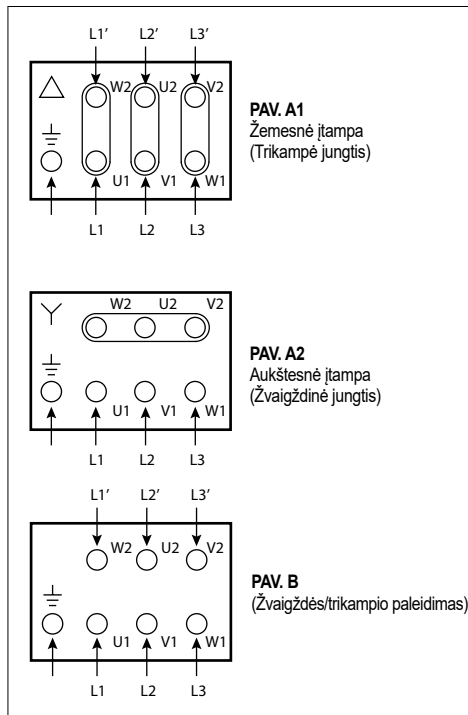 L1’ L2’ L3’
W2 U2 V2
U1 V1 W1
L1 L2 L3
PAV. A1
Žemesnė įtampa
(Trikampė jungtis)
W2 U2 V2
U1 V1 W1
L1 L2 L3
PAV. A2
Aukštesnė įtampa
(Žvaigždinė jungtis)
L1’ L2’ L3’
W2 U2 V2
U1 V1 W1
L1 L2 L3
PAV. B
(Žvaigždės/trikampio paleidimas)